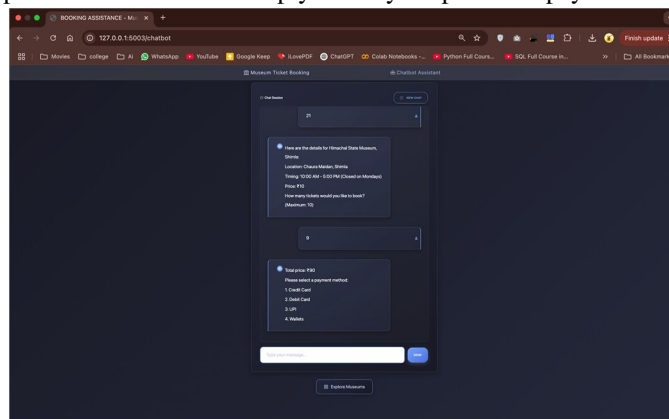 BOOKING ASSISTANCE - Mu
127.0.0.1:5003/chatbot
Finish update
Movies
college
Ai
WhatsApp
YouTube
Google Keep
iLovePDF
ChatGPT
Colab Notebooks -...
Python Full Cours...
SQL Full Course in...
All Bookmarks
Museum Ticket Booking
Chatbot Assistant
Chat Session
NEW CHAT
21
Here are the details for Himachal State Museum,
Shimla:
Location: Chaura Maidan, Shimla
Timing: 10:00 AM - 5:00 PM (Closed on Mondays)
Price: ₹10
How many tickets would you like to book?
(Maximum: 10)
9
Total price: ₹90
Please select a payment method:
1. Credit Card
2. Debit Card
3. UPI
4. Wallets
Type your message...
SEND
Explore Museums